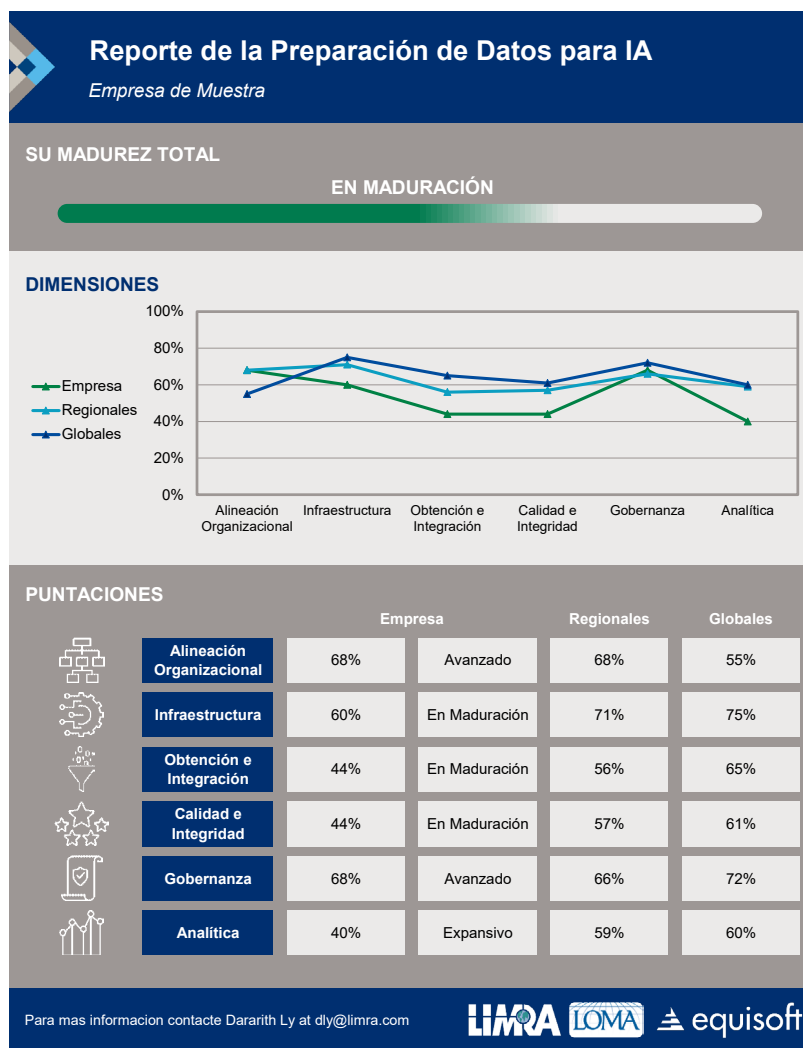 Reporte de la Preparación de Datos para IA
Empresa de Muestra
SU MADUREZ TOTAL
EN MADURACIÓN
DIMENSIONES
100%
80%
60%
40%
20%
0%
Empresa
Regionales
Globales
Alineación
Organizacional
Infraestructura
Obtención e
Integración
Calidad e
Integridad
Gobernanza
Analítica
PUNTACIONES
Empresa Regionales Globales
Alineación
Organizacional
68% Avanzado 68% 55%
Infraestructura 60% En Maduración 71% 75%
Obtención e
Integración
44% En Maduración 56% 65%
Calidad e
Integridad
44% En Maduración 57% 61%
Gobernanza 68% Avanzado 66% 72%
Analítica 40% Expansivo 59% 60%
Para mas informacion contacte Dararith Ly at dly@limra.com
LIMRA LOMA equisoft